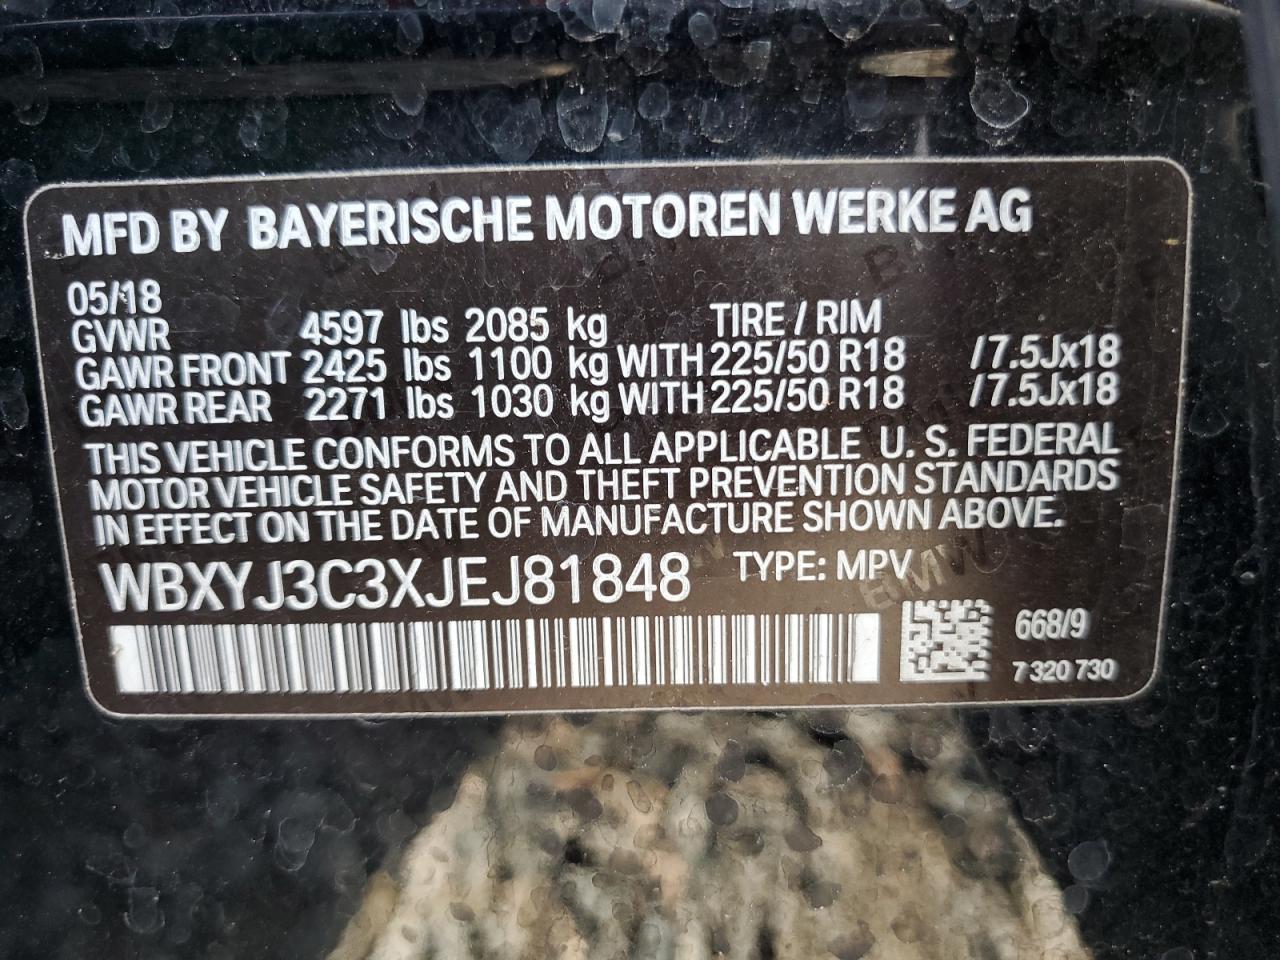 MFD BY BAYERISCHE MOTOREN WERKE AG
05/18
GVWR 4597 lbs 2085 kg TIRE / RIM
GAWR FRONT 2425 lbs 1100 kg WITH 225/50 R18 /7.5Jx18
GAWR REAR 2271 lbs 1030 kg WITH 225/50 R18 /7.5Jx18
THIS VEHICLE CONFORMS TO ALL APPLICABLE U. S. FEDERAL
MOTOR VEHICLE SAFETY AND THEFT PREVENTION STANDARDS
IN EFFECT ON THE DATE OF MANUFACTURE SHOWN ABOVE.
WBXYJ3C3XJEJ81848 TYPE: MPV
668/9
7 320 730